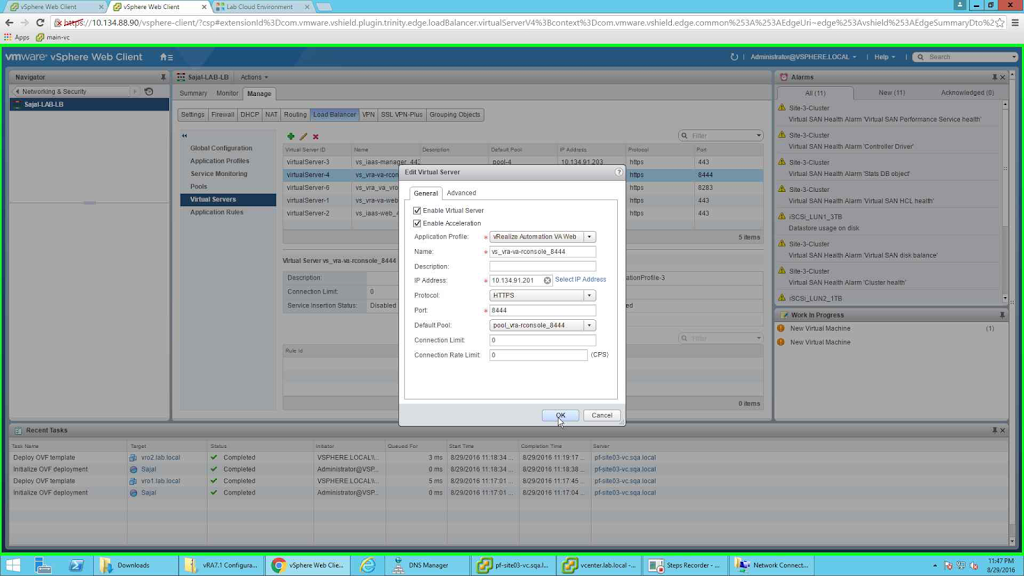 vSphere Web Client
vSphere Web Client
Lab Cloud Environment
https://10.134.88.90/vsphere-client/?csp#extensionId%3Dcom.vmware.vshield.plugin.trinity.edge.loadBalancer.virtualServerV4%3Bcontext%3Dcom.vmware.vshield.edge.common%253A%253AEdgeUri~edge%253Avshield%253AEdgeSummaryDto%2
Apps
main-vc
vmware vSphere Web Client
Administrator@VSPHERE.LOCAL
Help
Search
Navigator
Networking & Security
Sajal-LAB-LB
Sajal-LAB-LB
Actions
Summary
Monitor
Manage
Settings
Firewall
DHCP
NAT
Routing
Load Balancer
VPN
SSL VPN-Plus
Grouping Objects
Global Configuration
Application Profiles
Service Monitoring
Pools
Virtual Servers
Application Rules
Filter
Virtual Server ID Name Description Default Pool IP Address Protocol Port
virtualServer-3 vs_iaas-manager_443 pool-4 10.134.91.203 https 443
virtualServer-4 vs_vra-va-rcon https 8444
virtualServer-6 vs_vra_va_vro https 8283
virtualServer-1 vs_vra-va-web https 443
virtualServer-2 vs_iaas-web_4 https 443
5 items
Virtual Server vs_vra-va-rconsole_8444
Description:
ationProfile-3
Connection Limit: 0
Service Insertion Status: Disabled
Filter
Rule Id
0 items
Edit Virtual Server
General
Advanced
Enable Virtual Server
Enable Acceleration
Application Profile: * vRealize Automation VA Web
Name: * vs_vra-va-rconsole_8444
Description:
IP Address: * 10.134.91.201 Select IP Address
Protocol: HTTPS
Port: * 8444
Default Pool: pool_vra-rconsole_8444
Connection Limit: 0
Connection Rate Limit: 0 (CPS)
OK
Cancel
Alarms
All (11)
New (11)
Acknowledged (0)
Site-3-Cluster
Virtual SAN Health Alarm 'Virtual SAN Performance Service health'
Site-3-Cluster
Virtual SAN Health Alarm 'Controller Driver'
Site-3-Cluster
Virtual SAN Health Alarm 'Stats DB object'
Site-3-Cluster
Virtual SAN Health Alarm 'Virtual SAN HCL health'
iSCSI_LUN1_3TB
Datastore usage on disk
Site-3-Cluster
Virtual SAN Health Alarm 'Virtual SAN disk balance'
Site-3-Cluster
Virtual SAN Health Alarm 'Cluster health'
iSCSI_LUN2_1TB
Work In Progress
New Virtual Machine (1)
New Virtual Machine
Recent Tasks
Task Name Target Status Initiator Queued For Start Time Completion Time Server
Deploy OVF template vro2.lab.local Completed VSPHERE.LOCAL\... 3 ms 8/29/2016 11:18:34 ... 8/29/2016 11:19:17 ... pf-site03-vc.sqa.local
Initialize OVF deployment Sajal Completed Administrator@VSP... 0 ms 8/29/2016 11:18:34 ... 8/29/2016 11:18:36 ... pf-site03-vc.sqa.local
Deploy OVF template vro1.lab.local Completed VSPHERE.LOCAL\... 5 ms 8/29/2016 11:17:01 ... 8/29/2016 11:17:45 ... pf-site03-vc.sqa.local
Initialize OVF deployment Sajal Completed Administrator@VSP... 0 ms 8/29/2016 11:17:01 ... 8/29/2016 11:17:04 ... pf-site03-vc.sqa.local
Downloads
vRA7.1 Configura...
vSphere Web Clie...
DNS Manager
pf-site03-vc.sqa.l...
vcenter.lab.local -...
Steps Recorder - ...
Network Connect...
11:47 PM
8/29/2016